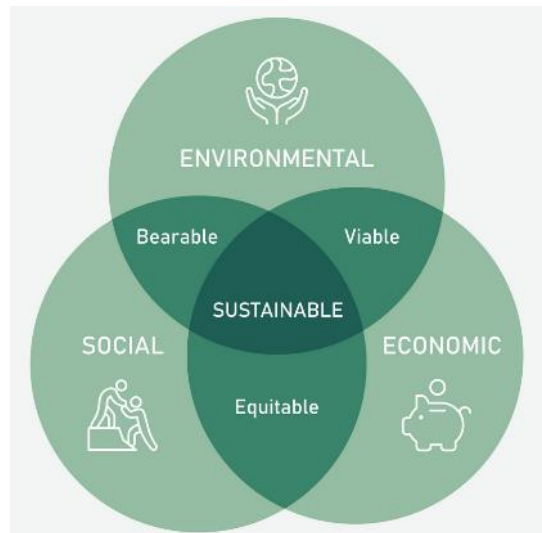 ENVIRONMENTAL
Bearable
Viable
SUSTAINABLE
SOCIAL
ECONOMIC
Equitable